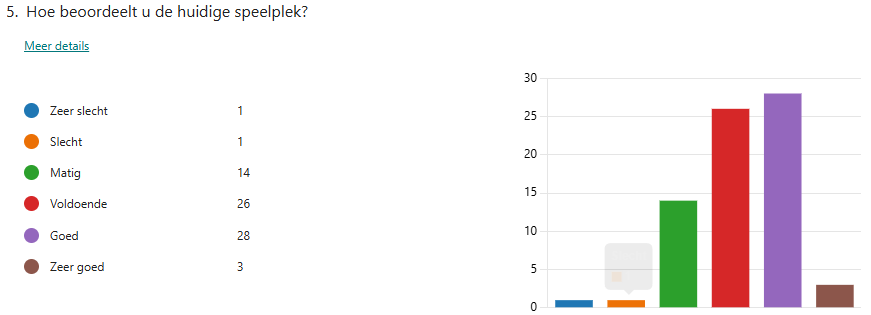 5. Hoe beoordeelt u de huidige speelplek?
Meer details
Zeer slecht 1
Slecht 1
Matig 14
Voldoende 26
Goed 28
Zeer goed 3
30
25
20
15
10
5
0